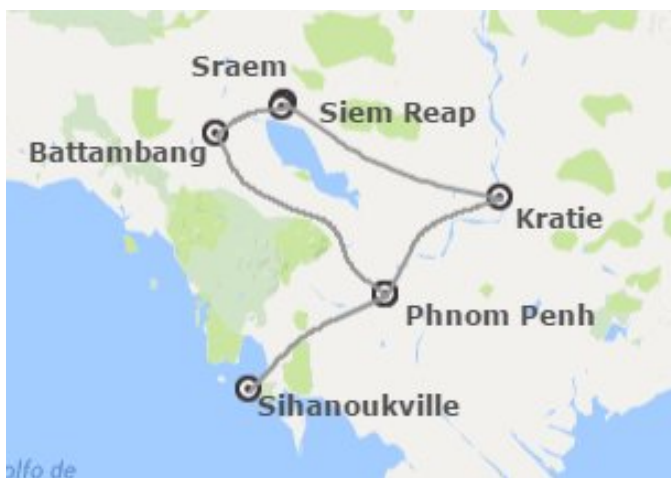 Sraem
Siem Reap
Battambang
Kratie
Phnom Penh
Sihanoukville
olfo de